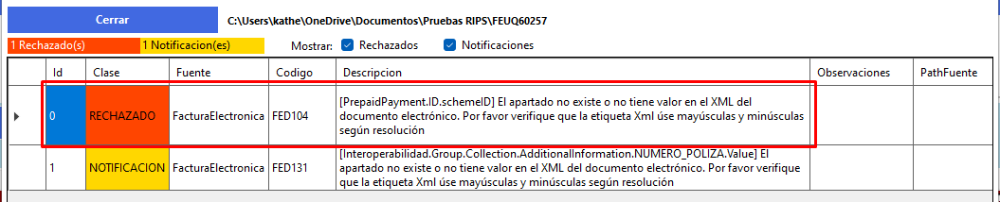 Cerrar
C:\Users\kathe\OneDrive\Documentos\Pruebas RIPS\FEUQ60257
1 Rechazado(s)
1 Notificacion(es)
Mostrar:
Rechazados
Notificaciones
Id Clase Fuente Codigo Descripcion Observaciones PathFuente
0 RECHAZADO FacturaElectronica FED104
[PrepaidPayment.ID.schemeID] El apartado no existe o no tiene valor en el XML del
documento electrónico. Por favor verifique que la etiqueta Xml úse mayúsculas y minúsculas
según resolución
1 NOTIFICACION FacturaElectronica FED131
[Interoperabilidad.Group.Collection.AdditionalInformation.NUMERO_POLIZA.Value] El
apartado no existe o no tiene valor en el XML del documento electrónico. Por favor verifique
que la etiqueta Xml úse mayúsculas y minúsculas según resolución